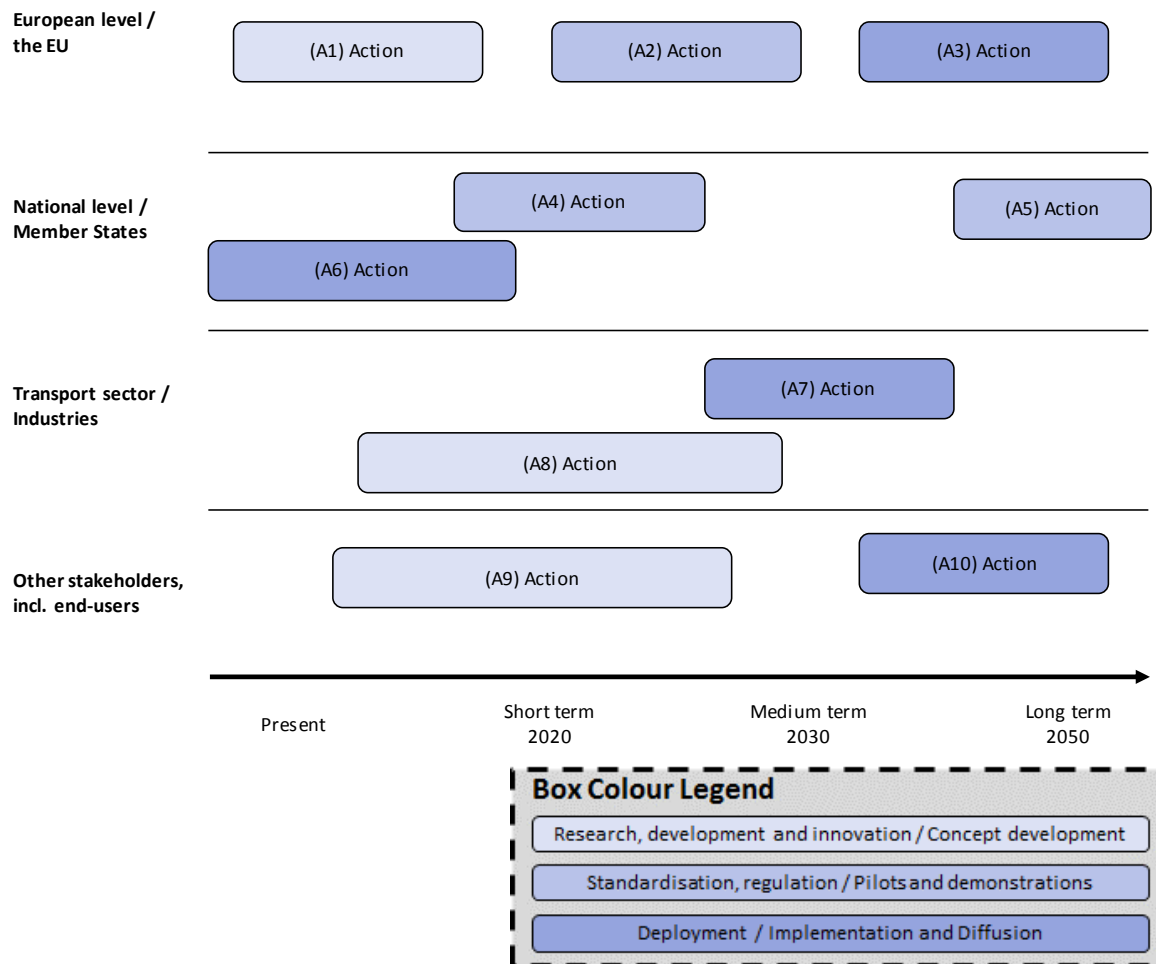 European level /
the EU
(A1) Action
(A2) Action
(A3) Action
National level /
Member States
(A4) Action
(A5) Action
(A6) Action
Transport sector /
Industries
(A7) Action
(A8) Action
Other stakeholders,
incl. end-users
(A9) Action
(A10) Action
Present
Short term
2020
Medium term
2030
Long term
2050
Box Colour Legend
Research, development and innovation / Concept development
Standardisation, regulation / Pilots and demonstrations
Deployment / Implementation and Diffusion